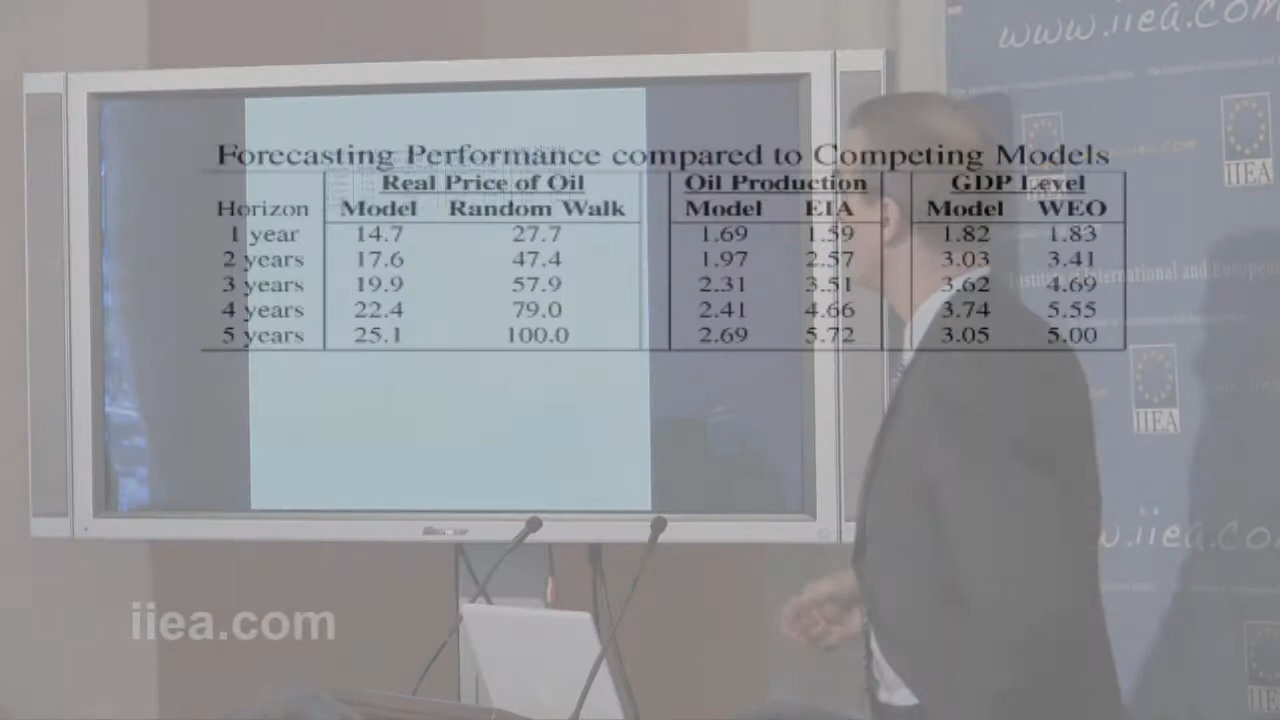 www.iiea.com
Forecasting Performance compared to Competing Models
Real Price of Oil Oil Production GDP Level
Horizon Model Random Walk Model EIA Model WEO
1 year 14.7 27.7 1.69 1.59 1.82 1.83
2 years 17.6 47.4 1.97 2.57 3.03 3.41
3 years 19.9 57.9 2.31 3.51 3.62 4.69
4 years 22.4 79.0 2.41 4.66 3.74 5.55
5 years 25.1 100.0 2.69 5.72 3.05 5.00
IIEA
Institute of International and European
IIEA
iiea.com